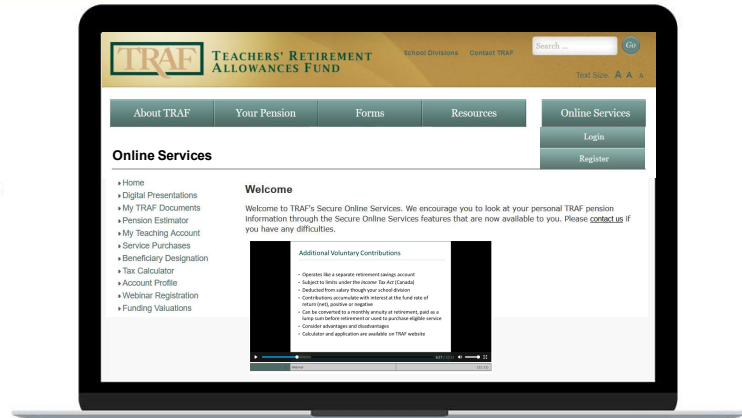 TRAF
TEACHERS' RETIREMENT
ALLOWANCES FUND
School Divisions Contact TRAF
Search ... Go
Text Size: A A A
About TRAF Your Pension Forms Resources Online Services
Login
Register
Online Services
Home
Digital Presentations
My TRAF Documents
Pension Estimator
My Teaching Account
Service Purchases
Beneficiary Designation
Tax Calculator
Account Profile
Webinar Registration
Funding Valuations
Welcome
Welcome to TRAF's Secure Online Services. We encourage you to look at your personal TRAF pension
information through the Secure Online Services features that are now available to you. Please contact us if
you have any difficulties.
Additional Voluntary Contributions
• Operates like a separate retirement savings account
• Subject to limits under the Income Tax Act (Canada)
• Deducted from salary though your school division
• Contributions accumulate with interest at the fund rate of
return (net), positive or negative
• Can be converted to a monthly annuity at retirement, paid as a
lump sum before retirement or used to purchase eligible service
• Consider advantages and disadvantages
• Calculator and application are available on TRAF website